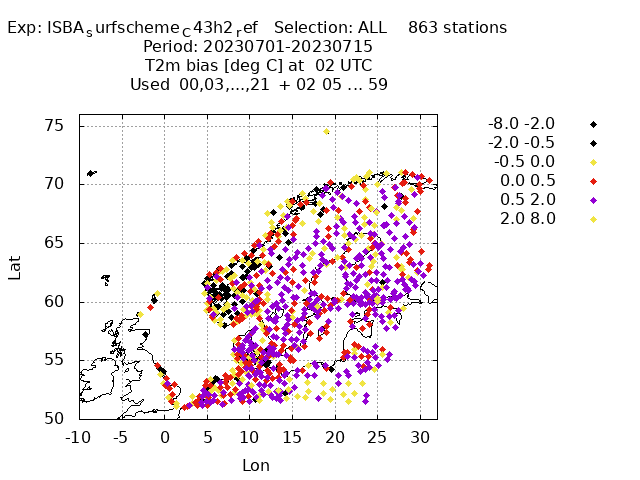 Exp: ISBAsurfschemeC43h2ref   Selection: ALL    863 stations
Period: 20230701-20230715
T2m bias [deg C] at  02 UTC
Used  00,03,...,21  + 02 05 ... 59
-8.0 -2.0
-2.0 -0.5
-0.5 0.0
0.0 0.5
0.5 2.0
2.0 8.0
75
70
65
60
55
50
Lat
-10 -5 0 5 10 15 20 25 30
Lon